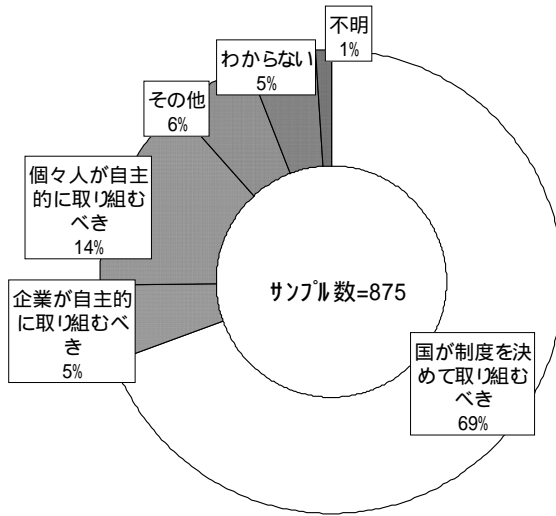 不明
1%
わからない
5%
その他
6%
個々人が自主
的に取り組む
べき
14%
企業が自主的
に取り組むべ
き
5%
ｻﾝﾌﾟﾙ数=875
国が制度を決
めて取り組む
べき
69%